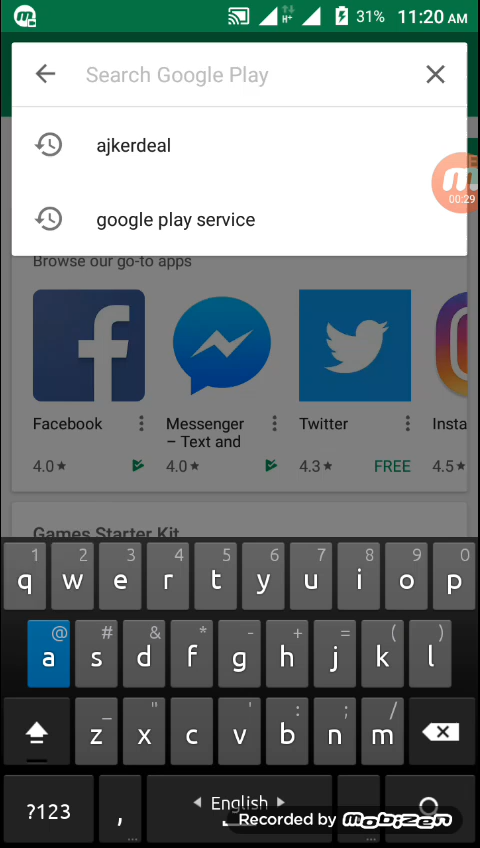 31% 11:20 AM
Search Google Play
ajkerdeal
00:29
google play service
Browse our go-to apps
Facebook
Messenger – Text and
Twitter
Insta
4.0★
4.0★
4.3★ FREE
4.5★
Games Starter Kit
1 2 3 4 5 6 7 8 9 0
q w e r t y u i o p
@ # & * - + = ( )
a s d f g h j k l
_ " ' : ; /
z x c v b n m
?123 , English
Recorded by Mobizen